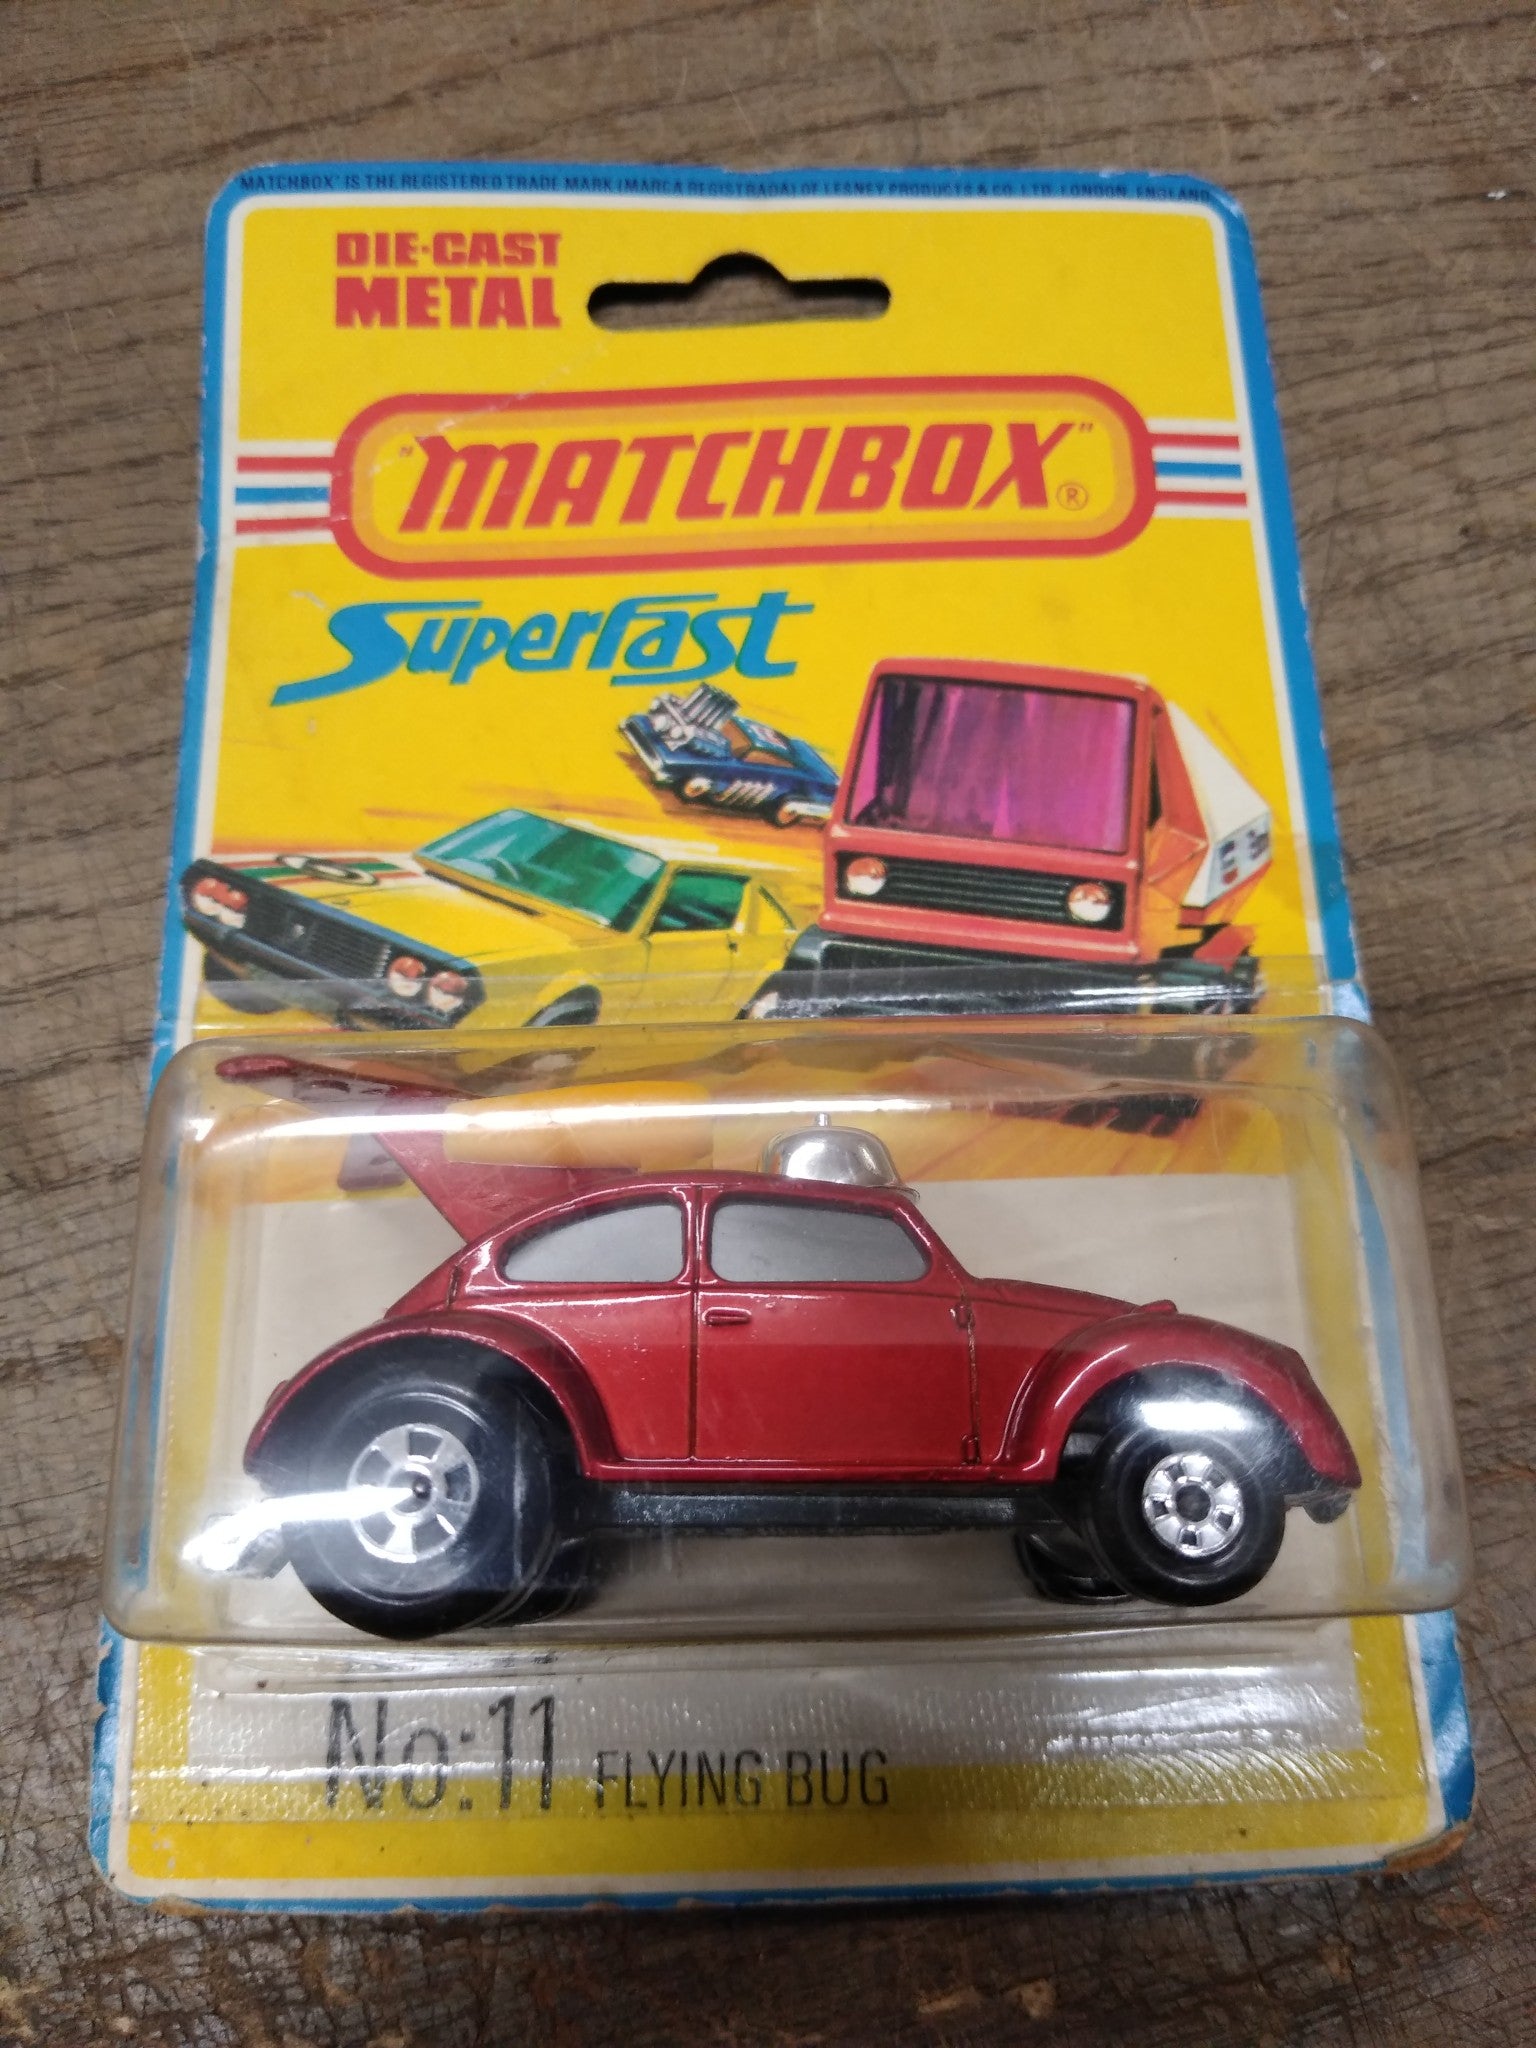 "MATCHBOX" IS THE REGISTERED TRADE MARK (MARCA REGISTRADA) OF LESNEY PRODUCTS & CO. LTD. LONDON, ENGLAND
DIE-CAST
METAL
"MATCHBOX"®
Superfast
No:11 FLYING BUG